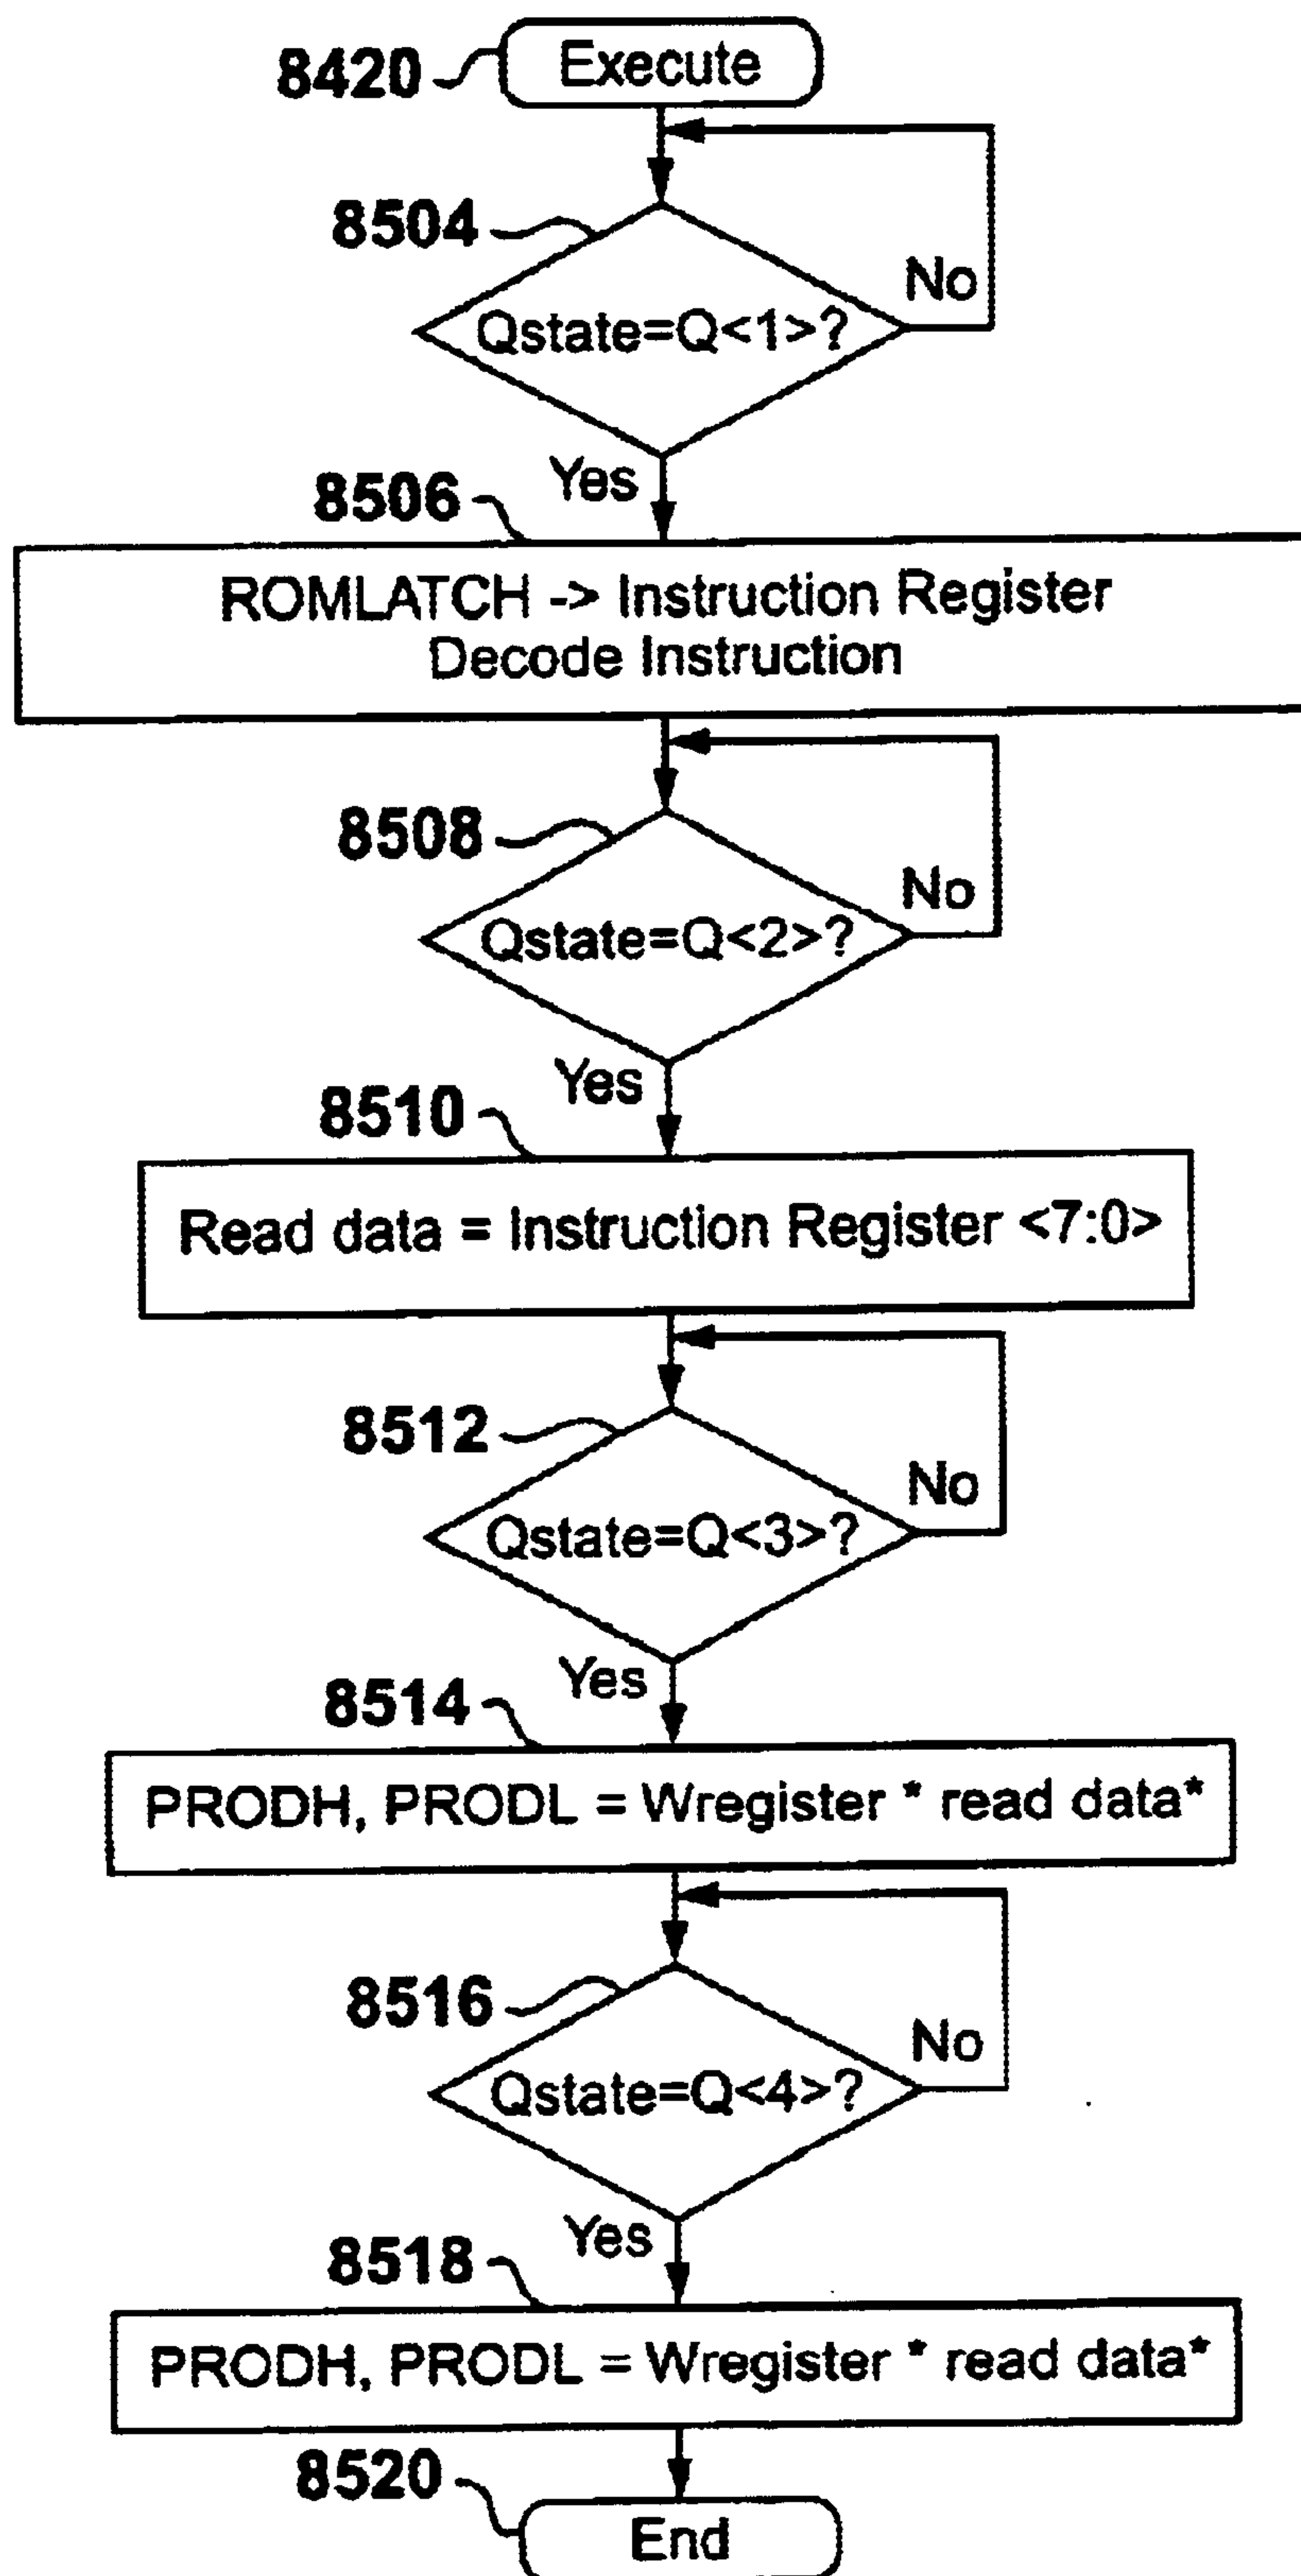 8420
Execute
8504
No
Qstate=Q<1>?
Yes
8506
ROMLATCH -> Instruction Register
Decode Instruction
8508
No
Qstate=Q<2>?
Yes
8510
Read data = Instruction Register <7:0>
8512
No
Qstate=Q<3>?
Yes
8514
PRODH, PRODL = Wregister * read data*
8516
No
Qstate=Q<4>?
Yes
8518
PRODH, PRODL = Wregister * read data*
8520
End